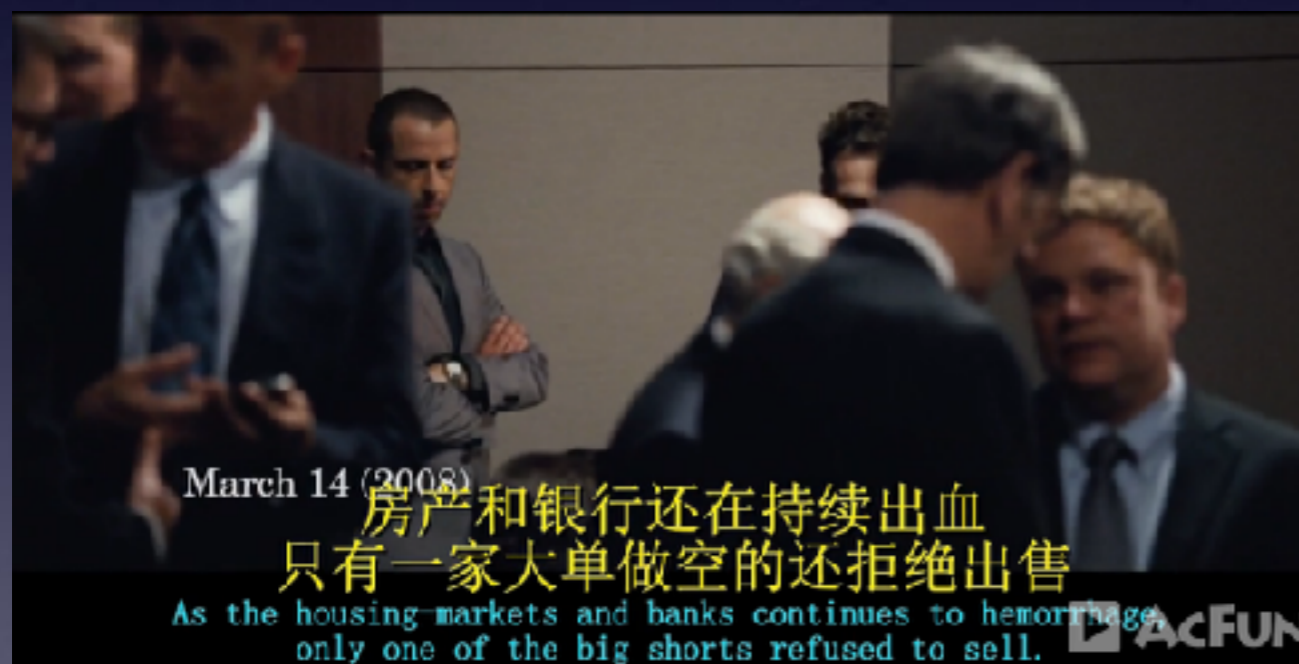 March 14 (2008)
房产和银行还在持续出血
只有一家大单做空的还拒绝出售
As the housing markets and banks continues to hemorrhage,
only one of the big shorts refused to sell.
ACFUN